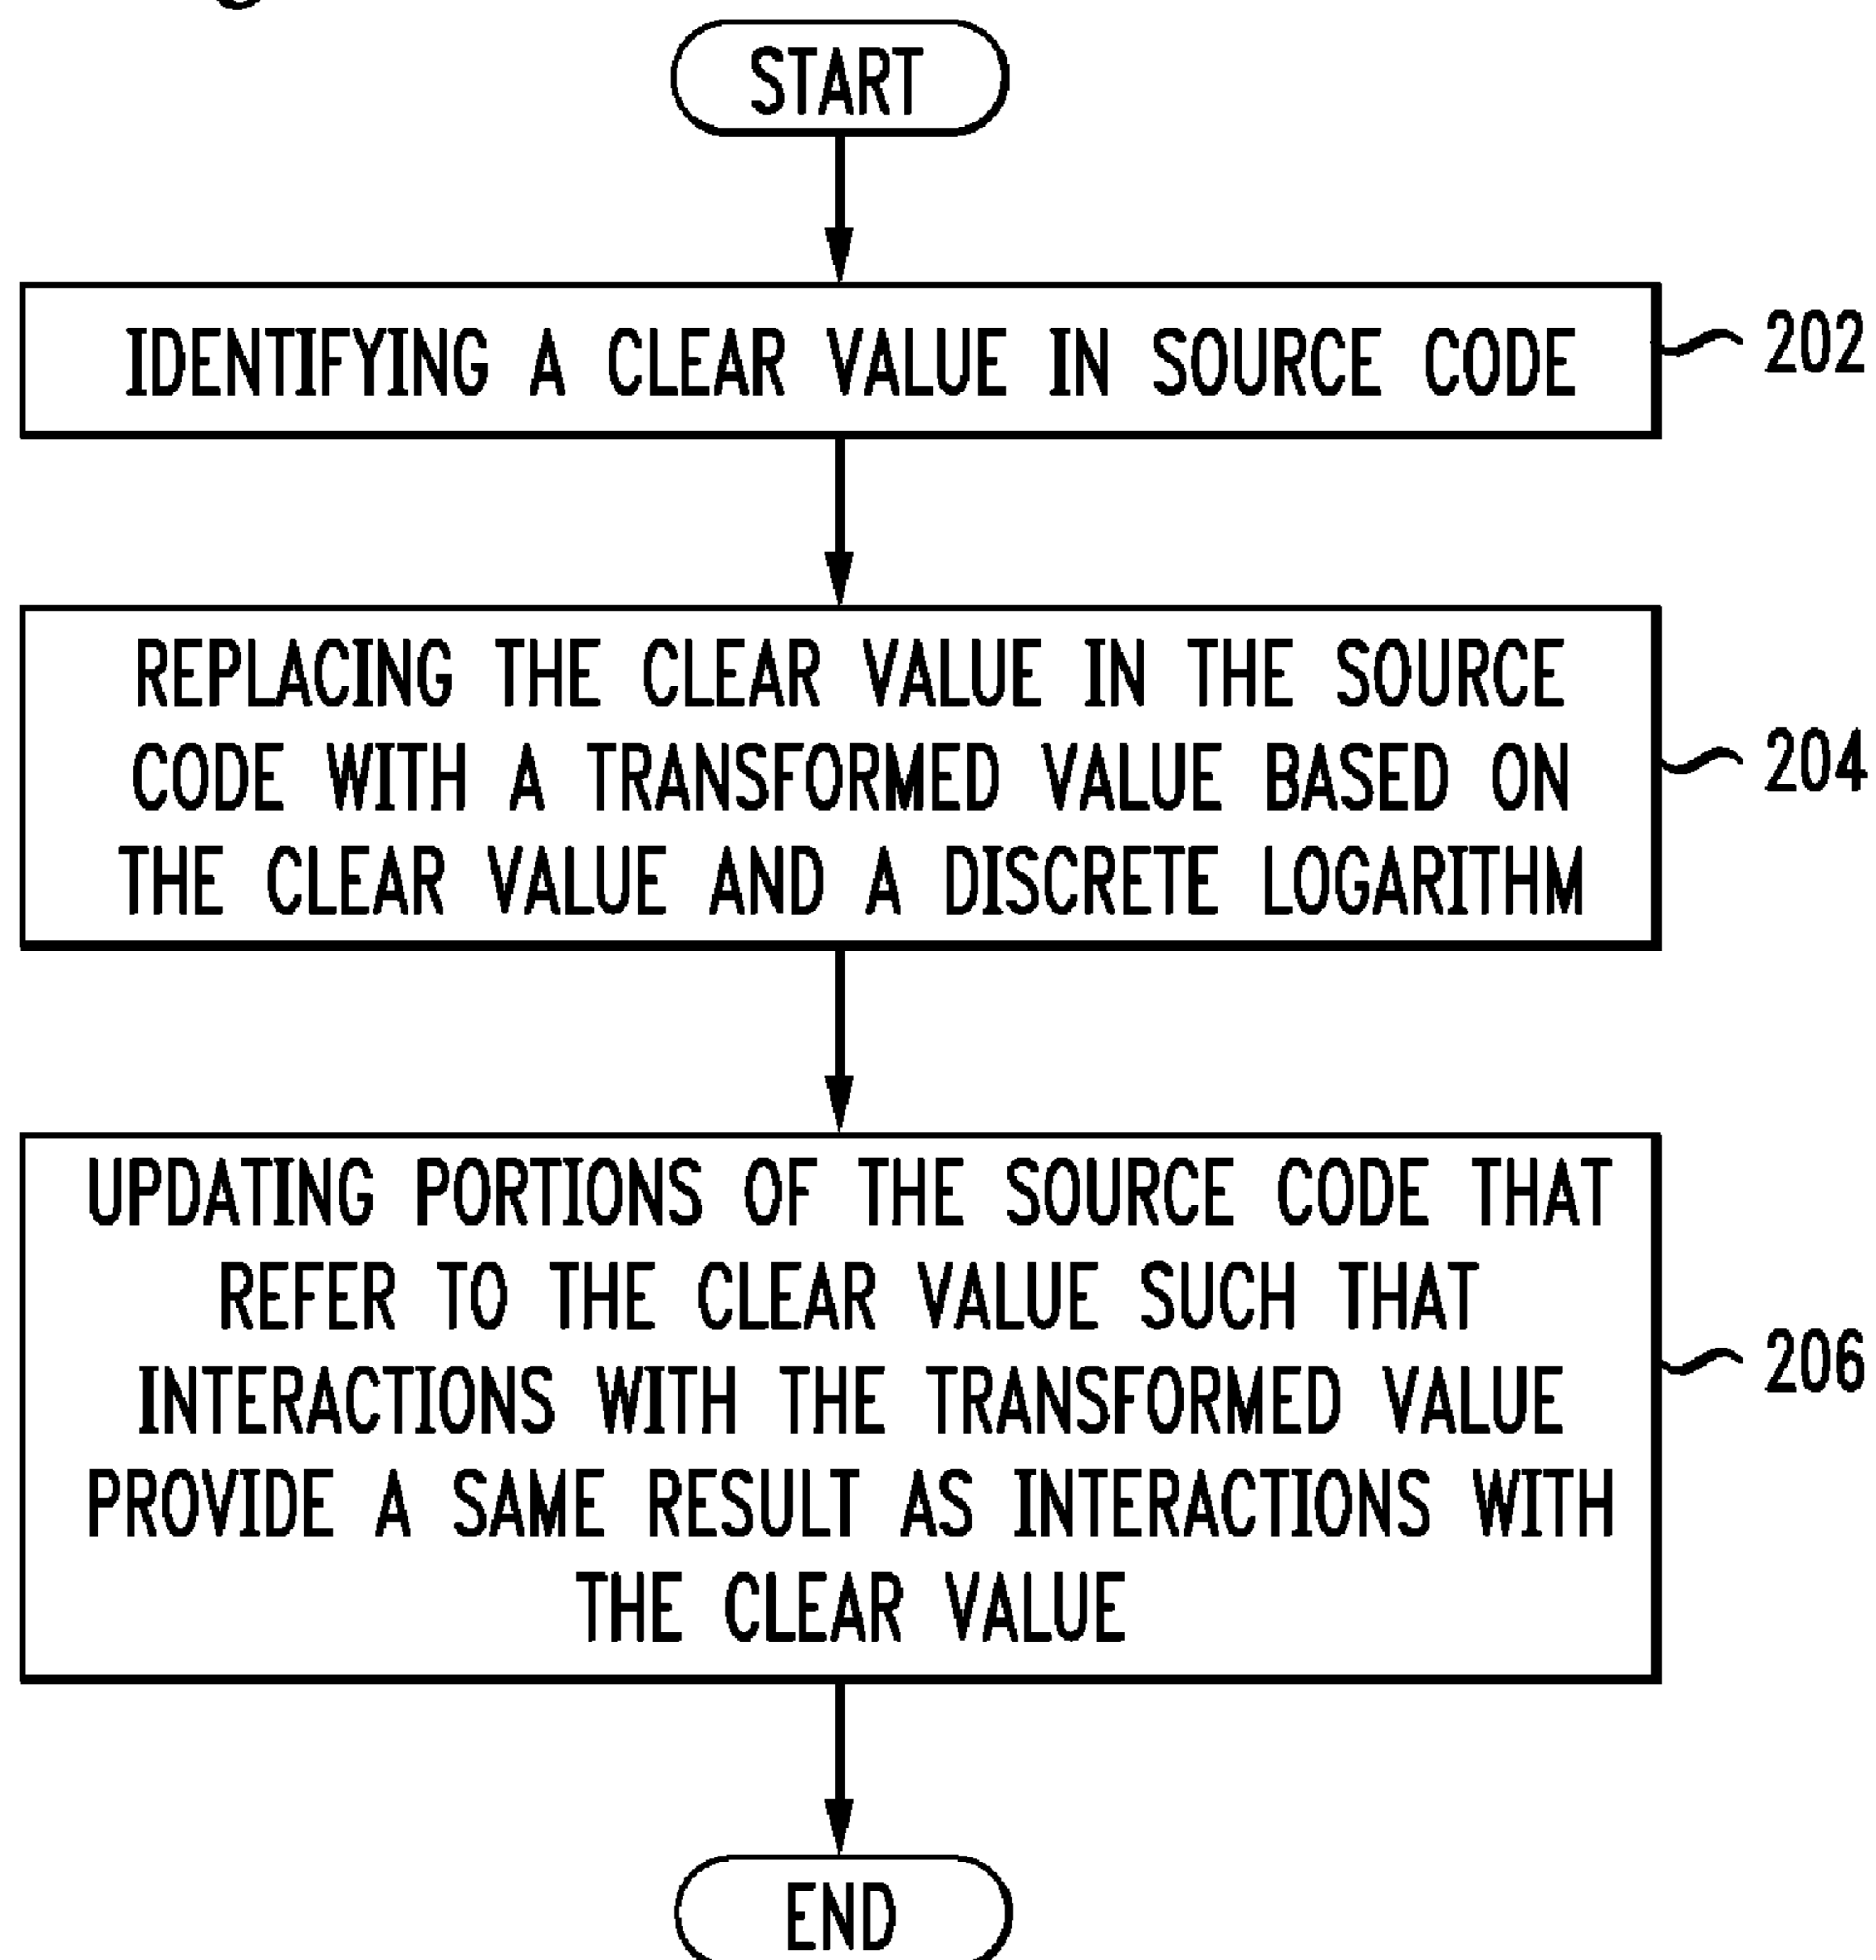 START
IDENTIFYING A CLEAR VALUE IN SOURCE CODE
202
REPLACING THE CLEAR VALUE IN THE SOURCE
CODE WITH A TRANSFORMED VALUE BASED ON
THE CLEAR VALUE AND A DISCRETE LOGARITHM
204
UPDATING PORTIONS OF THE SOURCE CODE THAT
REFER TO THE CLEAR VALUE SUCH THAT
INTERACTIONS WITH THE TRANSFORMED VALUE
PROVIDE A SAME RESULT AS INTERACTIONS WITH
THE CLEAR VALUE
206
END